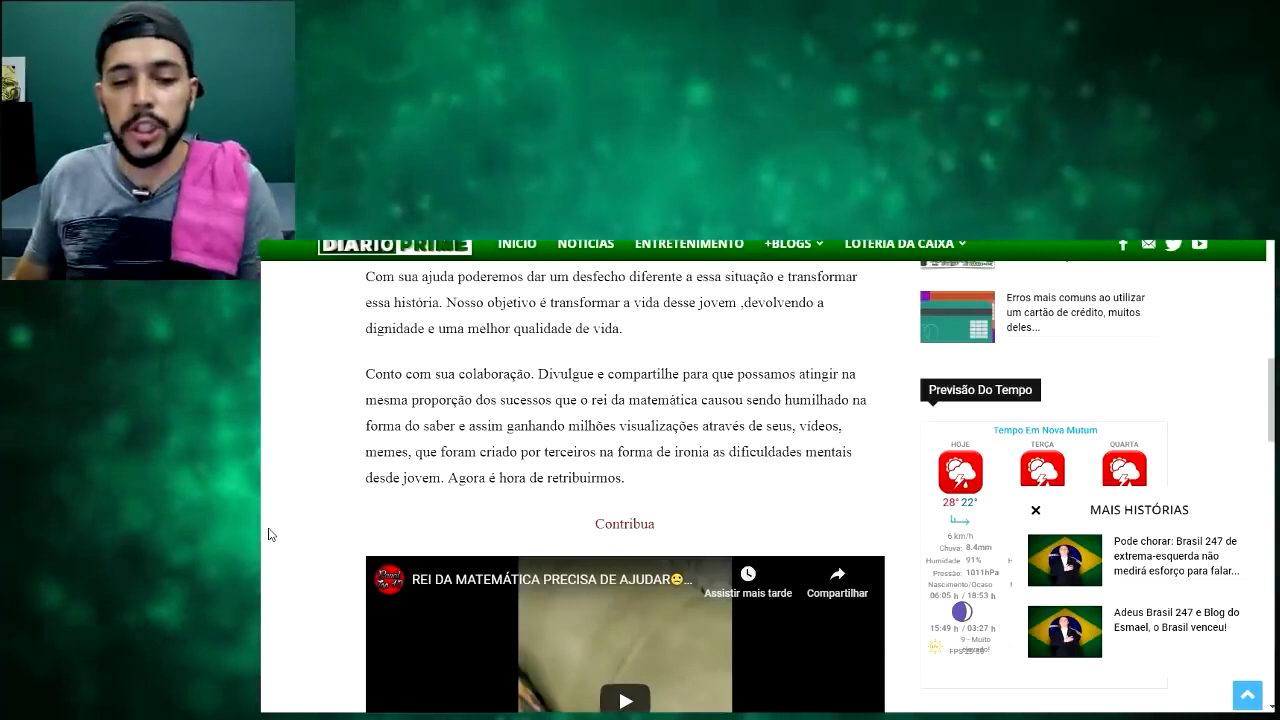 DIARIO PRIME
INÍCIO
NOTÍCIAS
ENTRETENIMENTO
+BLOGS
LOTERIA DA CAIXA
Com sua ajuda poderemos dar um desfecho diferente a essa situação e transformar
essa história. Nosso objetivo é transformar a vida desse jovem ,devolvendo a
dignidade e uma melhor qualidade de vida.
Conto com sua colaboração. Divulgue e compartilhe para que possamos atingir na
mesma proporção dos sucessos que o rei da matemática causou sendo humilhado na
forma do saber e assim ganhando milhões visualizações através de seus, vídeos,
memes, que foram criado por terceiros na forma de ironia as dificuldades mentais
desde jovem. Agora é hora de retribuirmos.
Contribua
REI DA MATEMÁTICA PRECISA DE AJUDAR😕...
Assistir mais tarde
Compartilhar
Erros mais comuns ao utilizar
um cartão de crédito, muitos
deles...
Previsão Do Tempo
Tempo Em Nova Mutum
HOJE
TERÇA
QUARTA
28° 22°
6 km/h
Chuva: 8.4mm
Humidade: 91%
Pressão: 1011hPa
Nascimento/Ocaso
06:05 h / 18:53 h
15:49 h / 03:27 h
9 - Muito
MAIS HISTÓRIAS
Pode chorar: Brasil 247 de
extrema-esquerda não
medirá esforço para falar...
Adeus Brasil 247 e Blog do
Esmael, o Brasil venceu!